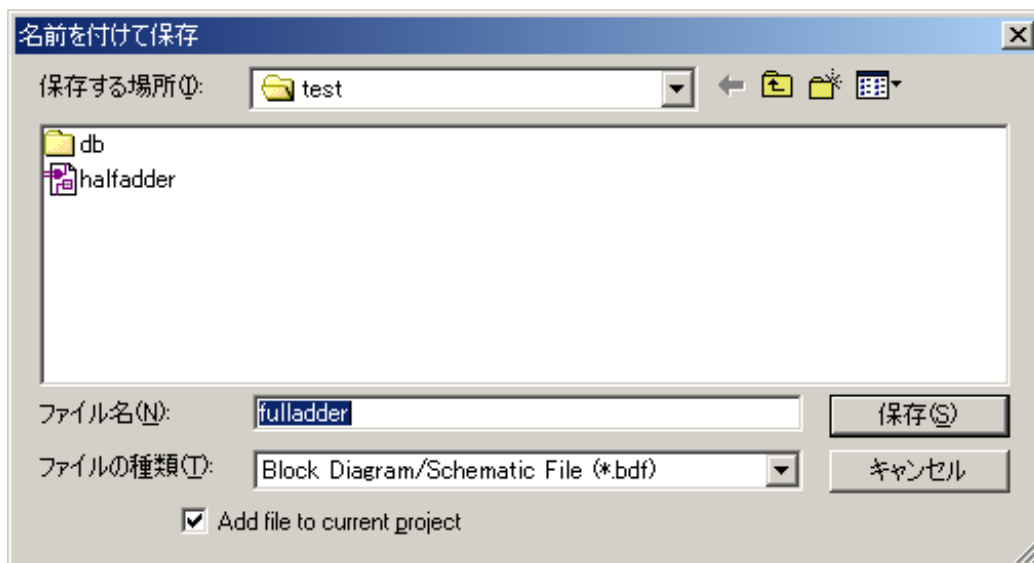 名前を付けて保存
保存する場所(I): test
db
halfadder
ファイル名(N): fulladder 保存(S)
ファイルの種類(T): Block Diagram/Schematic File (*.bdf) キャンセル
Add file to current project